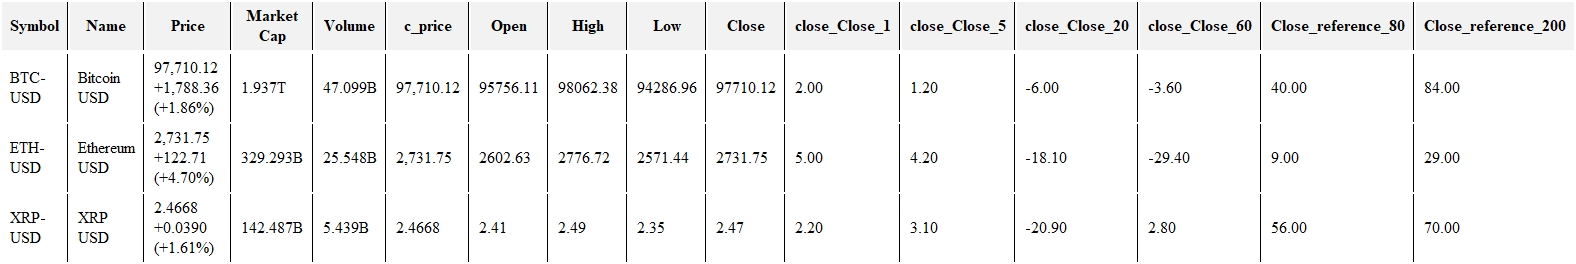 Symbol Name Price Market Cap Volume c_price Open High Low Close close_Close_1 close_Close_5 close_Close_20 close_Close_60 Close_reference_80 Close_reference_200
BTC-USD Bitcoin USD 97,710.12 +1,788.36 (+1.86%) 1.937T 47.099B 97,710.12 95756.11 98062.38 94286.96 97710.12 2.00 1.20 -6.00 -3.60 40.00 84.00
ETH-USD Ethereum USD 2,731.75 +122.71 (+4.70%) 329.293B 25.548B 2,731.75 2602.63 2776.72 2571.44 2731.75 5.00 4.20 -18.10 -29.40 9.00 29.00
XRP-USD XRP USD 2.4668 +0.0390 (+1.61%) 142.487B 5.439B 2.4668 2.41 2.49 2.35 2.47 2.20 3.10 -20.90 2.80 56.00 70.00